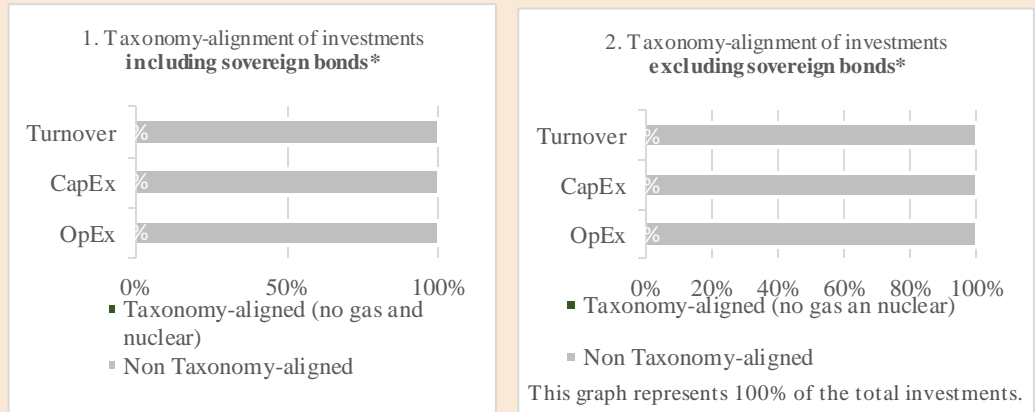 1. Taxonomy-alignment of investments
including sovereign bonds*
Turnover
%
CapEx
%
OpEx
%
0% 50% 100%
Taxonomy-aligned (no gas and
nuclear)
Non Taxonomy-aligned
2. Taxonomy-alignment of investments
excluding sovereign bonds*
Turnover
%
CapEx
%
OpEx
%
0% 20% 40% 60% 80% 100%
Taxonomy-aligned (no gas an nuclear)
Non Taxonomy-aligned
This graph represents 100% of the total investments.